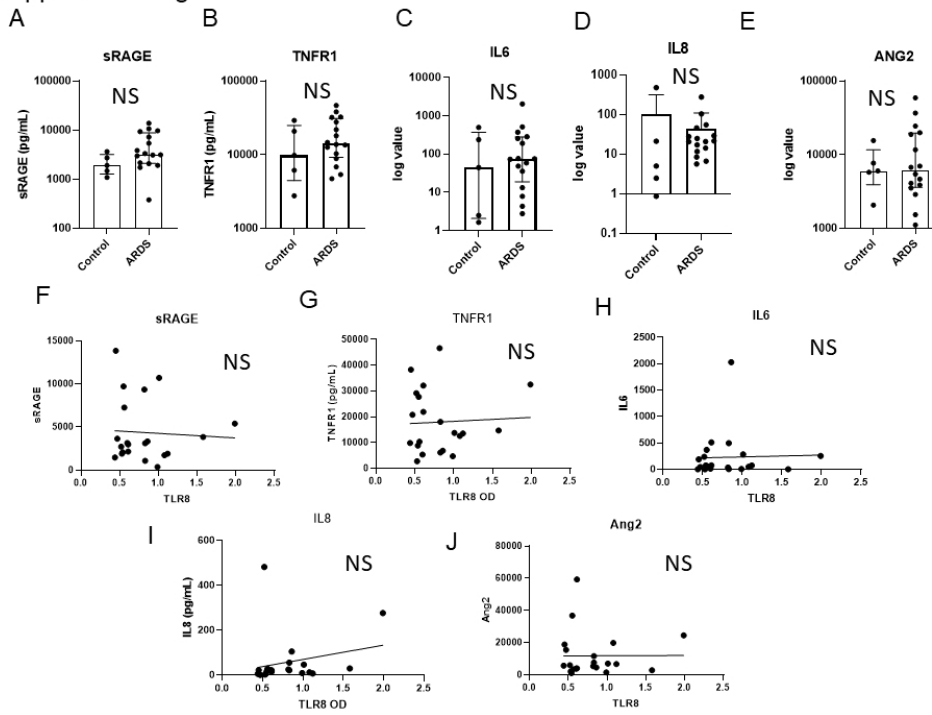 A
B
C
D
E
sRAGE
TNFR1
IL6
IL8
ANG2
sRAGE (pg/mL)
100000
10000
1000
100
NS
Control
ARDS
TNFR1 (pg/mL)
100000
10000
1000
NS
Control
ARDS
log value
10000
1000
100
10
1
NS
Control
ARDS
log value
1000
100
10
1
0.1
NS
Control
ARDS
log value
100000
10000
1000
NS
Control
ARDS
F
sRAGE
NS
sRAGE
15000
10000
5000
0
0.0 0.5 1.0 1.5 2.0 2.5
TLR8
G
TNFR1
NS
TNFR1 (pg/mL)
50000
40000
30000
20000
10000
0
0.0 0.5 1.0 1.5 2.0 2.5
TLR8 OD
H
IL6
NS
IL6
2500
2000
1500
1000
500
0
0.0 0.5 1.0 1.5 2.0 2.5
TLR8
I
IL8
NS
IL8 (pg/mL)
600
400
200
0
0.0 0.5 1.0 1.5 2.0 2.5
TLR8 OD
J
Ang2
NS
Ang2
80000
60000
40000
20000
0
0.0 0.5 1.0 1.5 2.0 2.5
TLR8